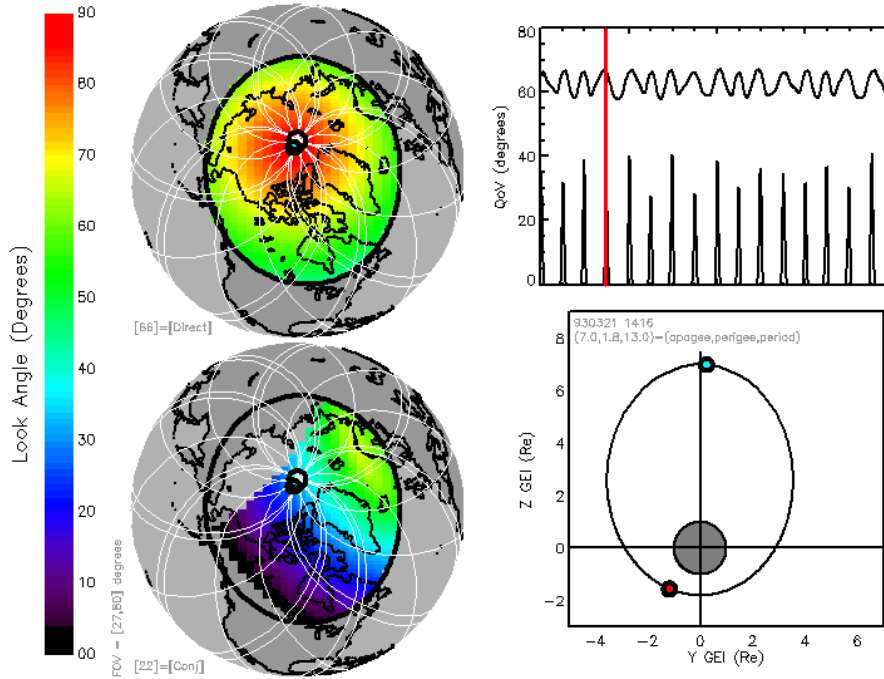 90
80
70
60
50
40
30
20
10
00
Look Angle (Degrees)
[66]=[Direct]
FOV - [27,80] degrees
[22]=[Conj]
80
60
40
20
0
QoV (degrees)
930321 1416
(7.0,1.8,13.0)-(apogee,perigee,period)
8
6
4
2
0
-2
Z GEI (Re)
-4 -2 0 2 4 6
Y GEI (Re)